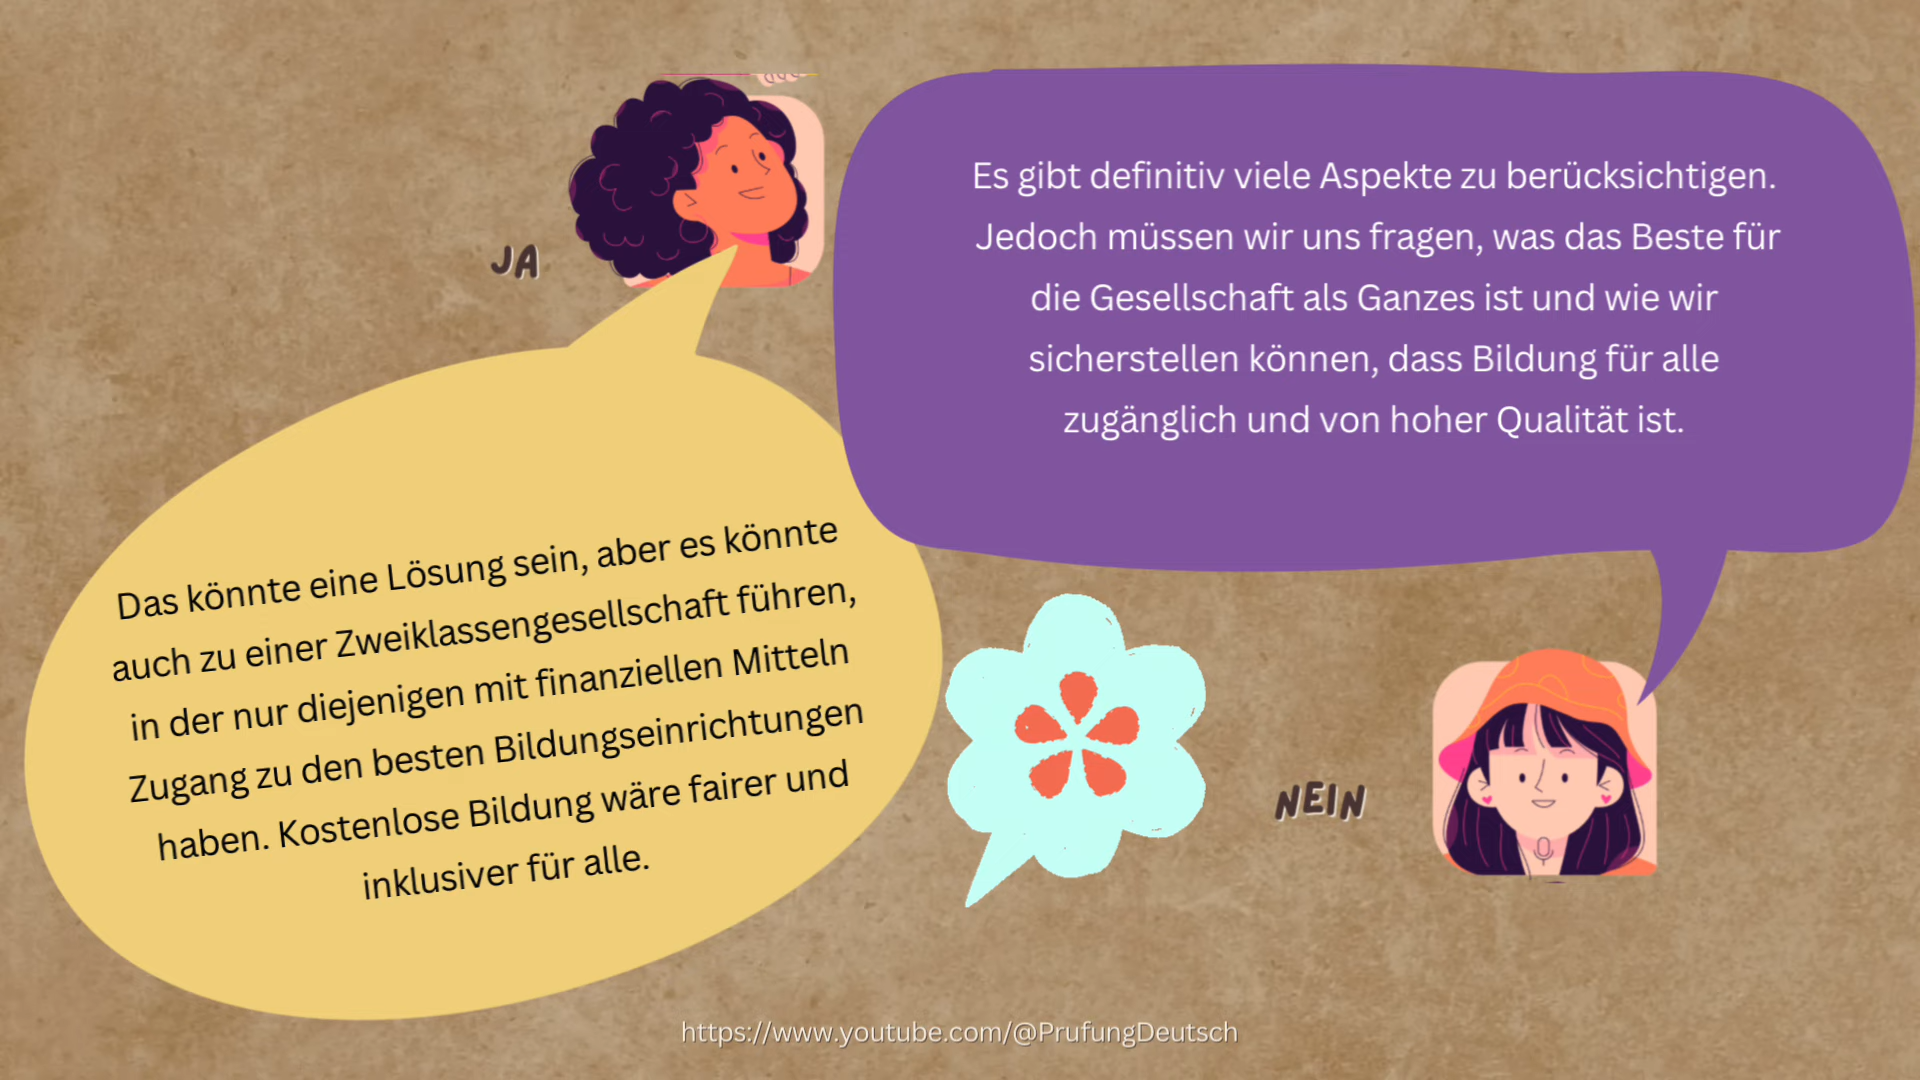 JA
Das könnte eine Lösung sein, aber es könnte
auch zu einer Zweiklassengesellschaft führen,
in der nur diejenigen mit finanziellen Mitteln
Zugang zu den besten Bildungseinrichtungen
haben. Kostenlose Bildung wäre fairer und
inklusiver für alle.
Es gibt definitiv viele Aspekte zu berücksichtigen.
Jedoch müssen wir uns fragen, was das Beste für
die Gesellschaft als Ganzes ist und wie wir
sicherstellen können, dass Bildung für alle
zugänglich und von hoher Qualität ist.
NEIN
https://www.youtube.com/@PrufungDeutsch